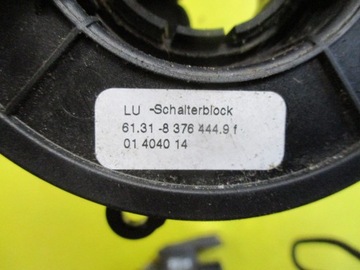 LU -Schalterblock
61.31 -8 376 444.9 f
01 4040 14